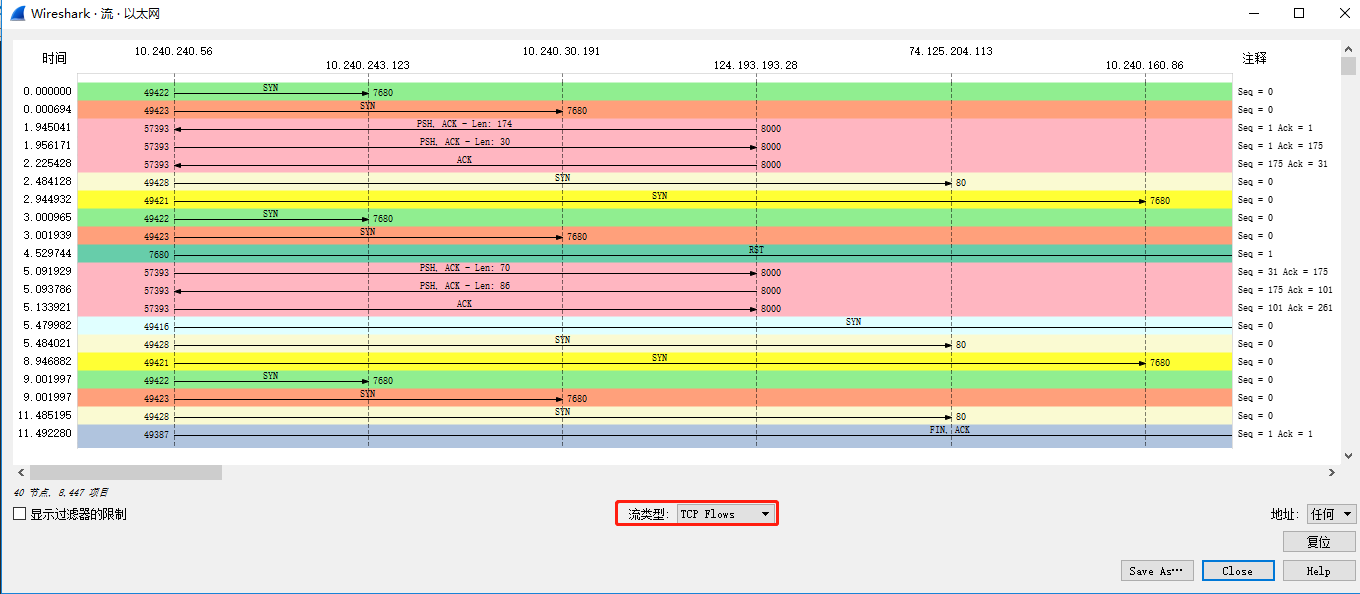 Wireshark · 流 · 以太网
时间 10.240.240.56 10.240.243.123 10.240.30.191 124.193.193.28 74.125.204.113 10.240.160.86 注释
0.000000 49422 SYN 7680 Seq = 0
0.000694 49423 SYN 7680 Seq = 0
1.945041 57393 PSH, ACK - Len: 174 8000 Seq = 1 Ack = 1
1.956171 57393 PSH, ACK - Len: 30 8000 Seq = 1 Ack = 175
2.225428 57393 ACK 8000 Seq = 175 Ack = 31
2.484128 49428 SYN 80 Seq = 0
2.944932 49421 SYN 7680 Seq = 0
3.000965 49422 SYN 7680 Seq = 0
3.001939 49423 SYN 7680 Seq = 0
4.529744 7680 RST Seq = 1
5.091929 57393 PSH, ACK - Len: 70 8000 Seq = 31 Ack = 175
5.093786 57393 PSH, ACK - Len: 86 8000 Seq = 175 Ack = 101
5.133921 57393 ACK 8000 Seq = 101 Ack = 261
5.479982 49416 SYN Seq = 0
5.484021 49428 SYN 80 Seq = 0
8.946882 49421 SYN 7680 Seq = 0
9.001997 49422 SYN 7680 Seq = 0
9.001997 49423 SYN 7680 Seq = 0
11.485195 49428 SYN 80 Seq = 0
11.492280 49387 FIN, ACK Seq = 1 Ack = 1
40 节点, 8,447 项目
显示过滤器的限制 流类型: TCP Flows 地址: 任何
复位
Save As… Close Help